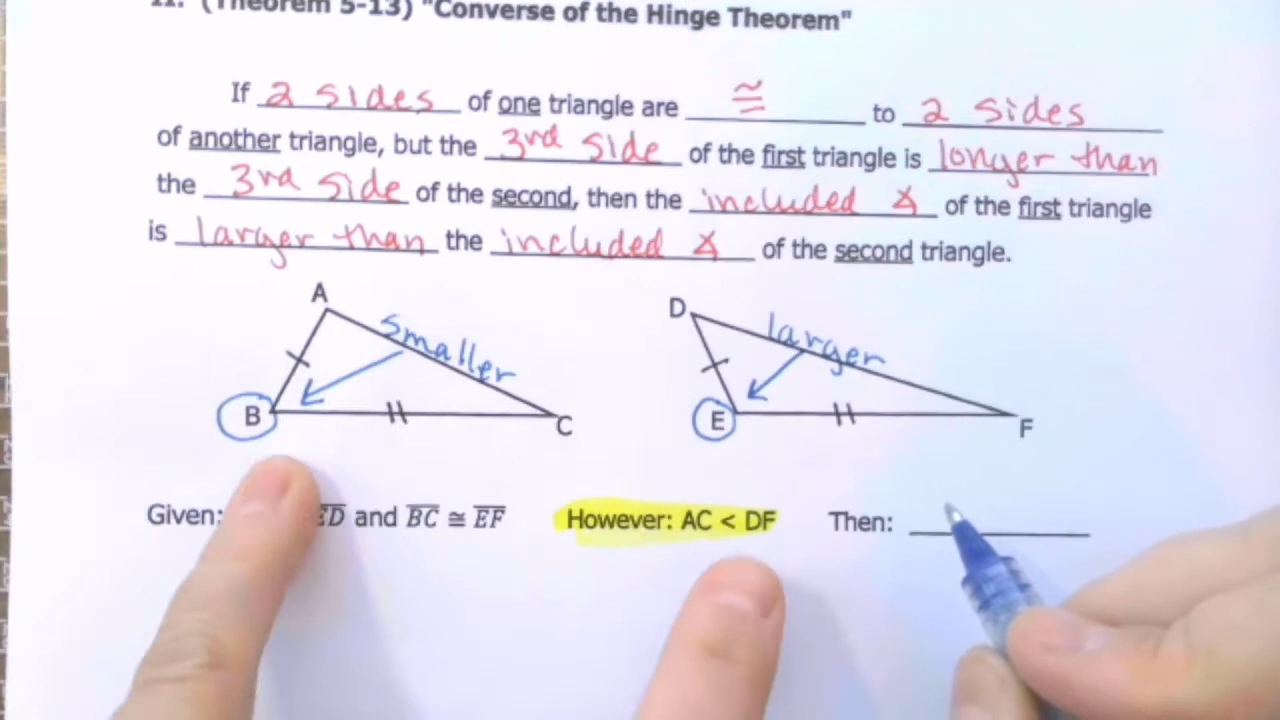 (Theorem 5-13) "Converse of the Hinge Theorem"
If 2 sides of one triangle are ≅ to 2 sides
of another triangle, but the 3rd side of the first triangle is longer than
the 3rd side of the second, then the included ∡ of the first triangle
is larger than the included ∡ of the second triangle.
A
smaller
B
C
D
larger
E
F
Given: ED and BC ≅ EF However: AC < DF Then: